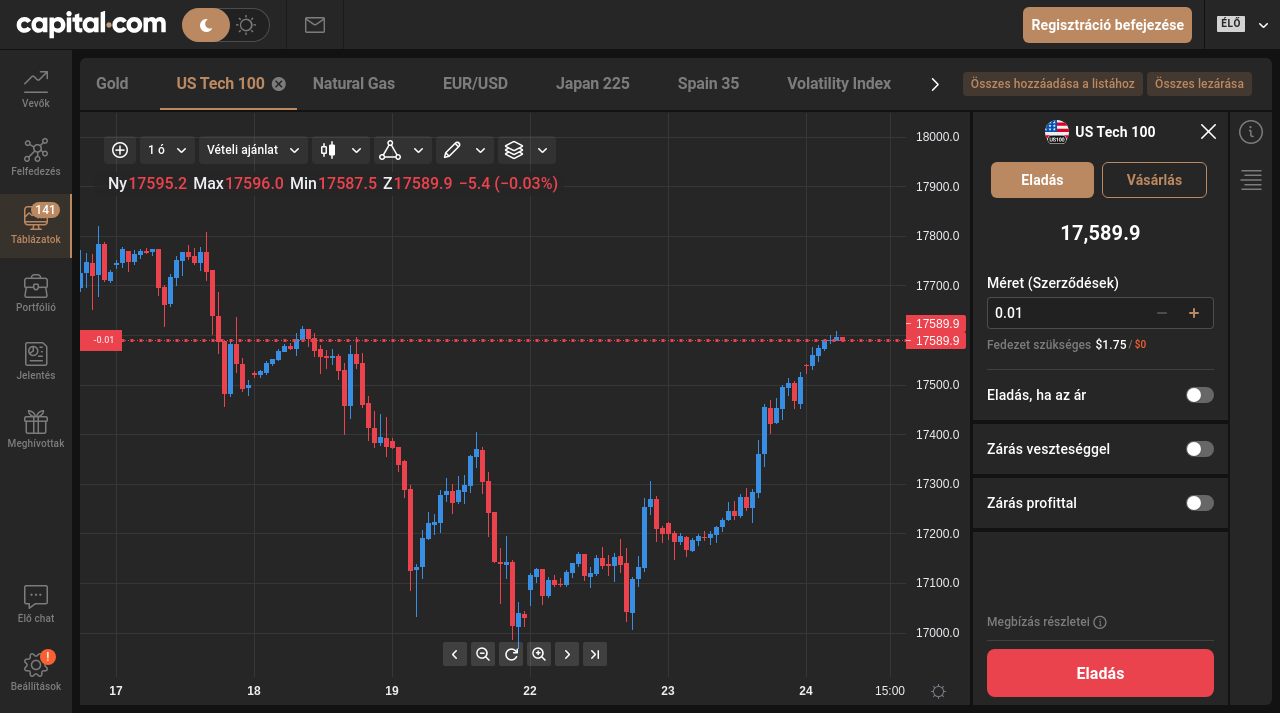 capital.com
Regisztráció befejezése
ÉLŐ
Vevők
Felfedezés
141
Táblázatok
Portfólió
Jelentés
Meghívottak
Elő chat
!
Beállítások
Gold
US Tech 100
Natural Gas
EUR/USD
Japan 225
Spain 35
Volatility Index
Összes hozzáadása a listához
Összes lezárása
1 ó
Vételi ajánlat
Ny17595.2 Max17596.0 Min17587.5 Z17589.9 −5.4 (−0.03%)
18000.0
17900.0
17800.0
17700.0
17589.9
17589.9
-0.01
17500.0
17400.0
17300.0
17200.0
17100.0
17000.0
17
18
19
22
23
24
15:00
US100
US Tech 100
Eladás
Vásárlás
17,589.9
Méret (Szerződések)
0.01
Fedezet szükséges $1.75 / $0
Eladás, ha az ár
Zárás veszteséggel
Zárás profittal
Megbízás részletei
Eladás